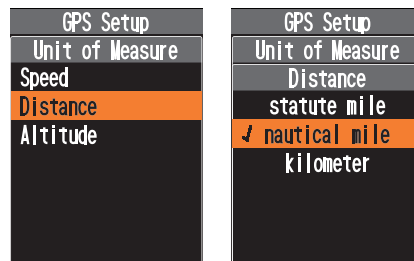 GPS Setup
Unit of Measure
Speed
Distance
Altitude
GPS Setup
Unit of Measure
Distance
statute mile
✓ nautical mile
kilometer